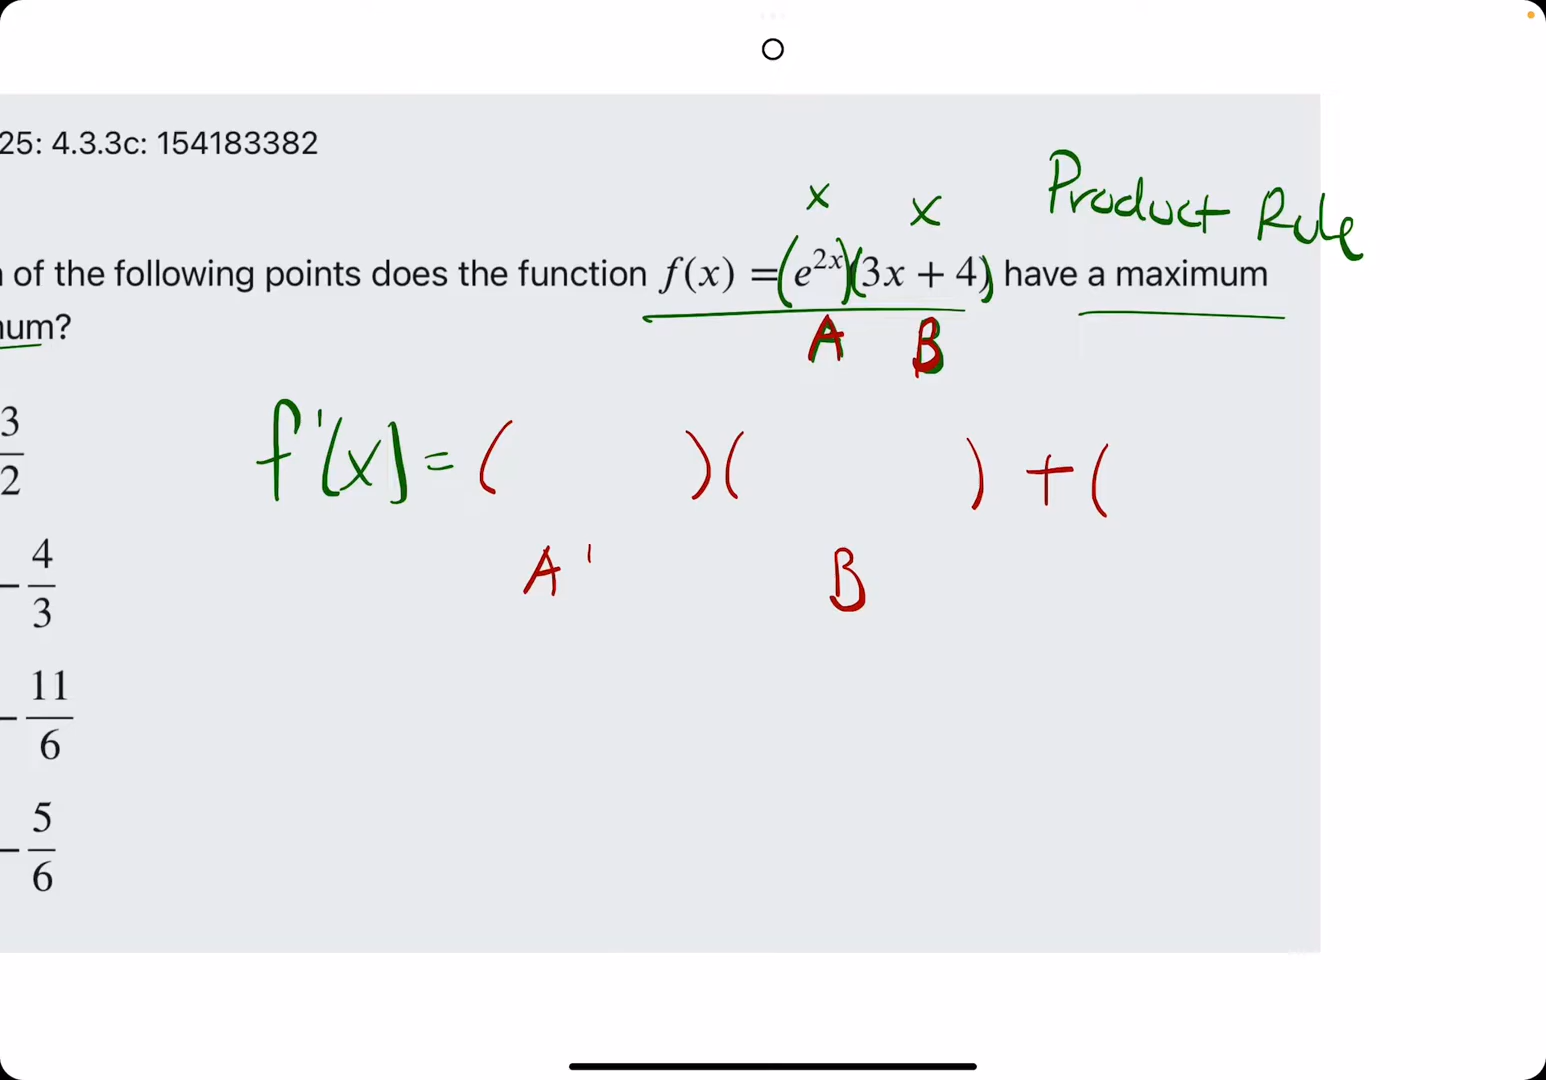 25: 4.3.3c: 154183382
x x Product Rule
of the following points does the function f(x) = (e^{2x})(3x + 4) have a maximum
um?
A B
3/2
f'(x) = ( )( ) + (
A' B
-4/3
-11/6
-5/6